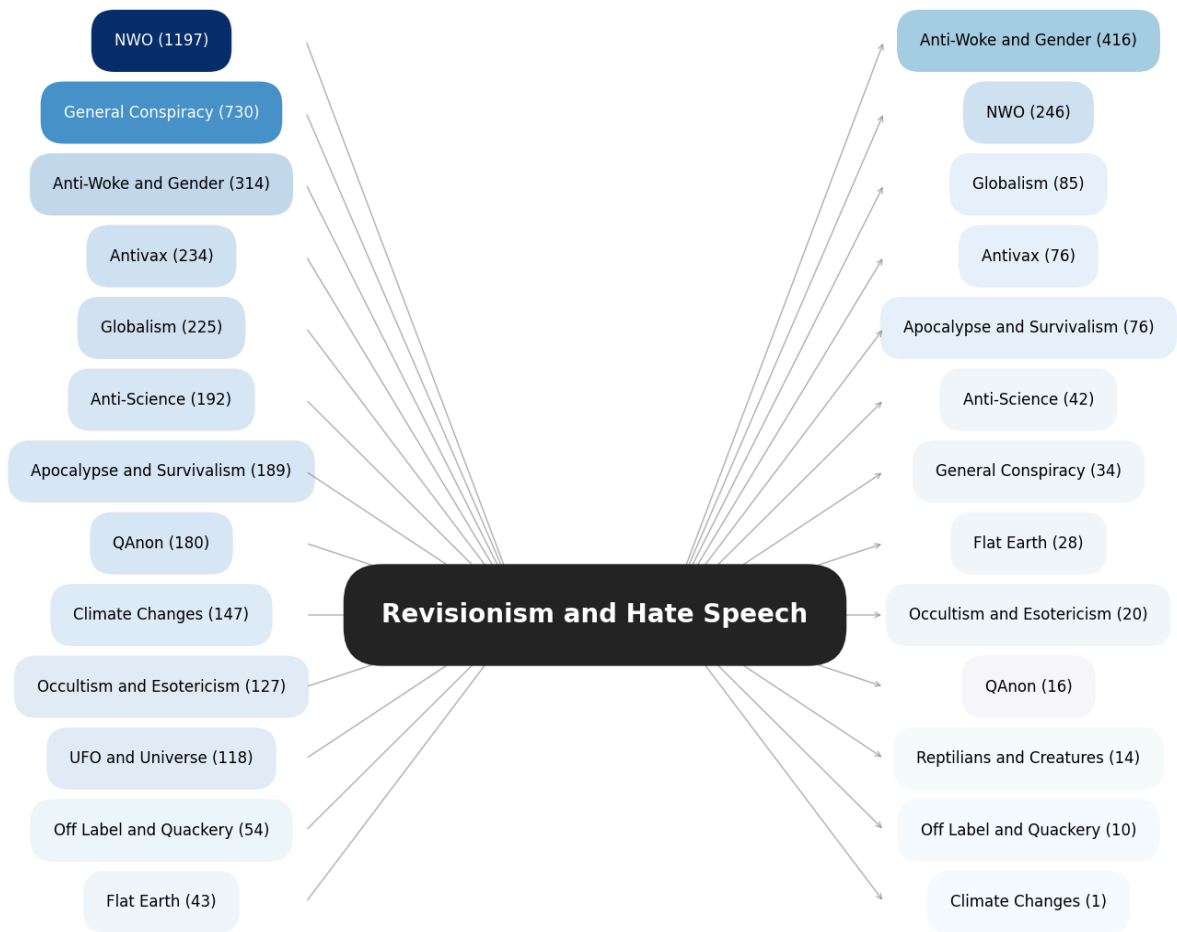 NWO (1197)
General Conspiracy (730)
Anti-Woke and Gender (314)
Antivax (234)
Globalism (225)
Anti-Science (192)
Apocalypse and Survivalism (189)
QAnon (180)
Climate Changes (147)
Occultism and Esotericism (127)
UFO and Universe (118)
Off Label and Quackery (54)
Flat Earth (43)
Revisionism and Hate Speech
Anti-Woke and Gender (416)
NWO (246)
Globalism (85)
Antivax (76)
Apocalypse and Survivalism (76)
Anti-Science (42)
General Conspiracy (34)
Flat Earth (28)
Occultism and Esotericism (20)
QAnon (16)
Reptilians and Creatures (14)
Off Label and Quackery (10)
Climate Changes (1)